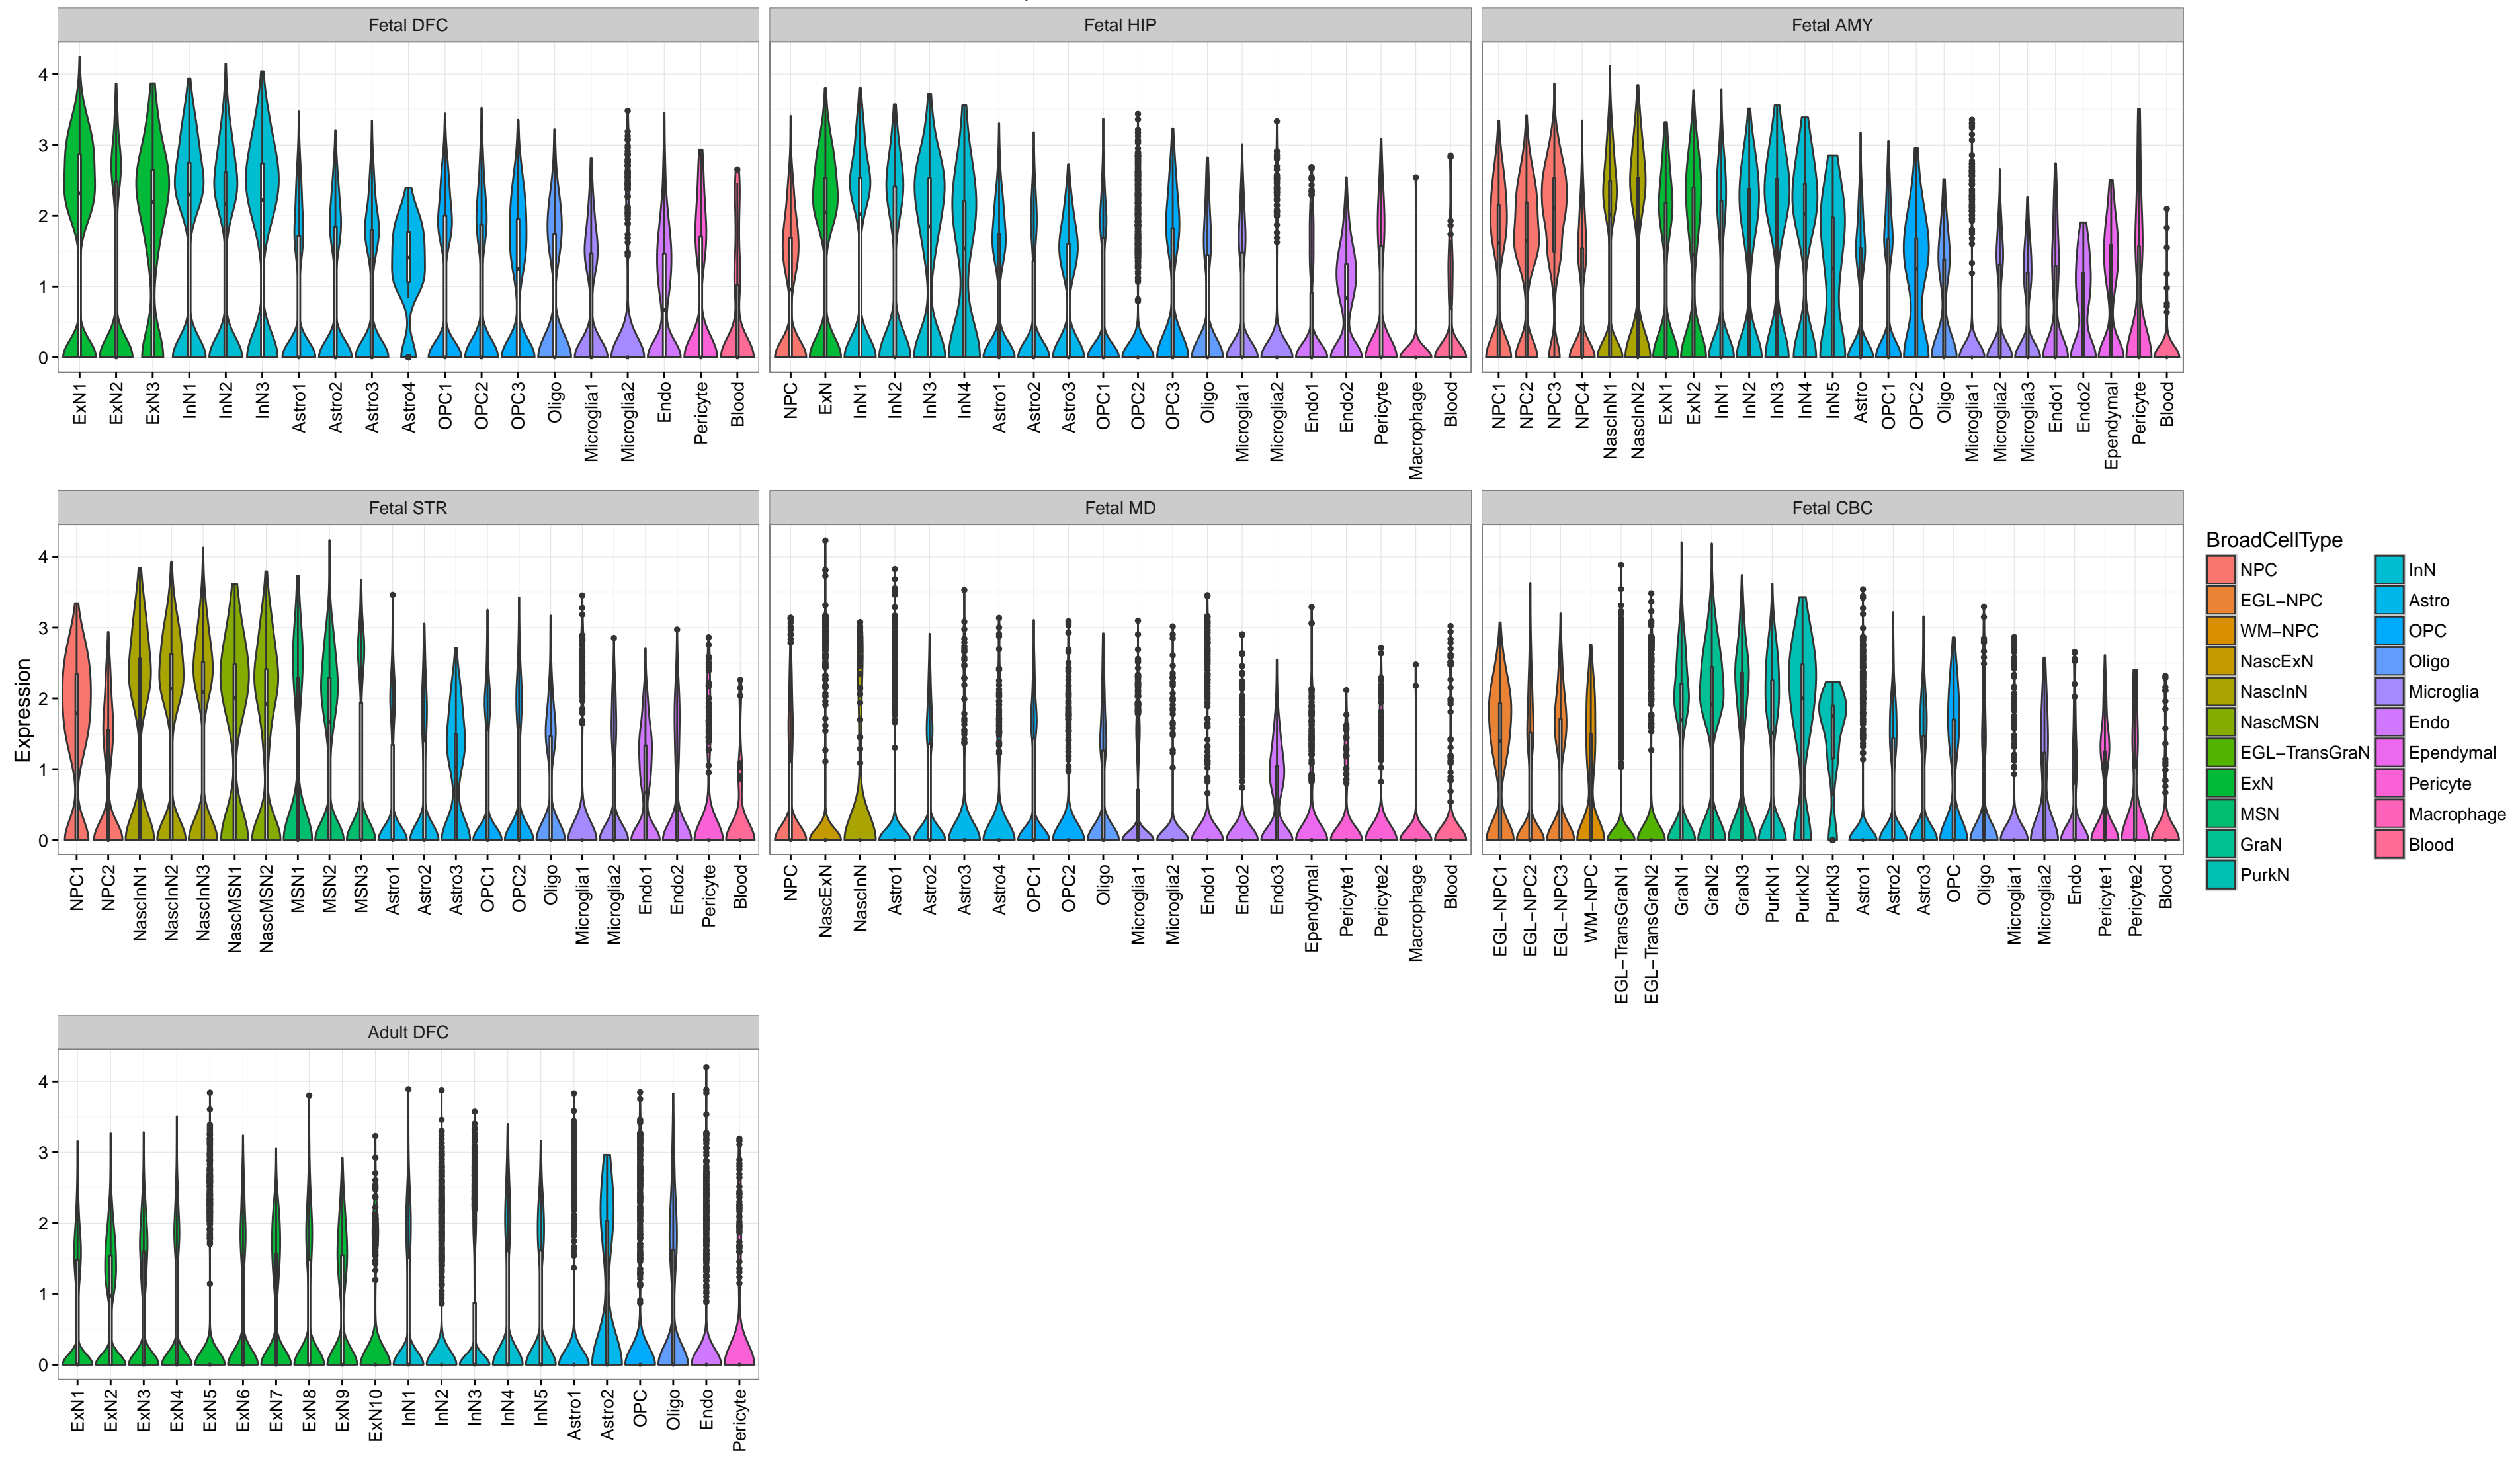 Fetal DFC
Fetal HIP
Fetal AMY
4
3
2
1
0
ExN1
ExN2
ExN3
InN1
InN2
InN3
Astro1
Astro2
Astro3
Astro4
OPC1
OPC2
OPC3
Oligo
Microglia1
Microglia2
Endo
Pericyte
Blood
NPC
ExN
InN1
InN2
InN3
InN4
Astro1
Astro2
Astro3
OPC1
OPC2
OPC3
Oligo
Microglia1
Microglia2
Endo1
Endo2
Pericyte
Macrophage
Blood
NPC1
NPC2
NPC3
NPC4
NascInN1
NascInN2
ExN1
ExN2
InN1
InN2
InN3
InN4
InN5
Astro
OPC1
OPC2
Oligo
Microglia1
Microglia2
Microglia3
Endo1
Endo2
Ependymal
Pericyte
Blood
Fetal STR
Fetal MD
Fetal CBC
Expression
4
3
2
1
0
NPC1
NPC2
NascInN1
NascInN2
NascInN3
NascMSN1
NascMSN2
MSN1
MSN2
MSN3
Astro1
Astro2
Astro3
OPC1
OPC2
Oligo
Microglia1
Microglia2
Endo1
Endo2
Pericyte
Blood
NPC
NascExN
NascInN
Astro1
Astro2
Astro3
Astro4
OPC1
OPC2
Oligo
Microglia1
Microglia2
Endo1
Endo2
Endo3
Ependymal
Pericyte1
Pericyte2
Macrophage
Blood
EGL−NPC1
EGL−NPC2
EGL−NPC3
WM−NPC
EGL−TransGraN1
EGL−TransGraN2
GraN1
GraN2
GraN3
PurkN1
PurkN2
PurkN3
Astro1
Astro2
Astro3
OPC
Oligo
Microglia1
Microglia2
Endo
Pericyte1
Pericyte2
Blood
BroadCellType
NPC
EGL−NPC
WM−NPC
NascExN
NascInN
NascMSN
EGL−TransGraN
ExN
MSN
GraN
PurkN
InN
Astro
OPC
Oligo
Microglia
Endo
Ependymal
Pericyte
Macrophage
Blood
Adult DFC
4
3
2
1
0
ExN1
ExN2
ExN3
ExN4
ExN5
ExN6
ExN7
ExN8
ExN9
ExN10
InN1
InN2
InN3
InN4
InN5
Astro1
Astro2
OPC
Oligo
Endo
Pericyte